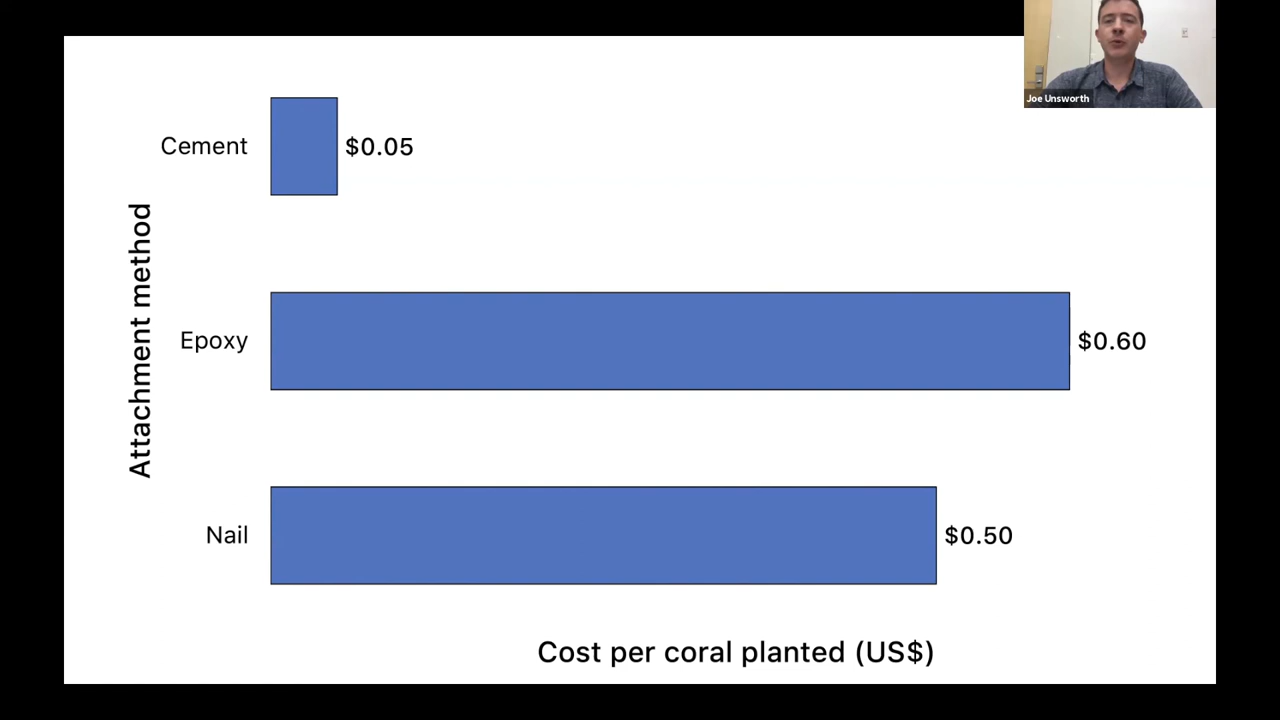 Joe Unsworth
Cement
$0.05
Attachment method
Epoxy
$0.60
Nail
$0.50
Cost per coral planted (US$)